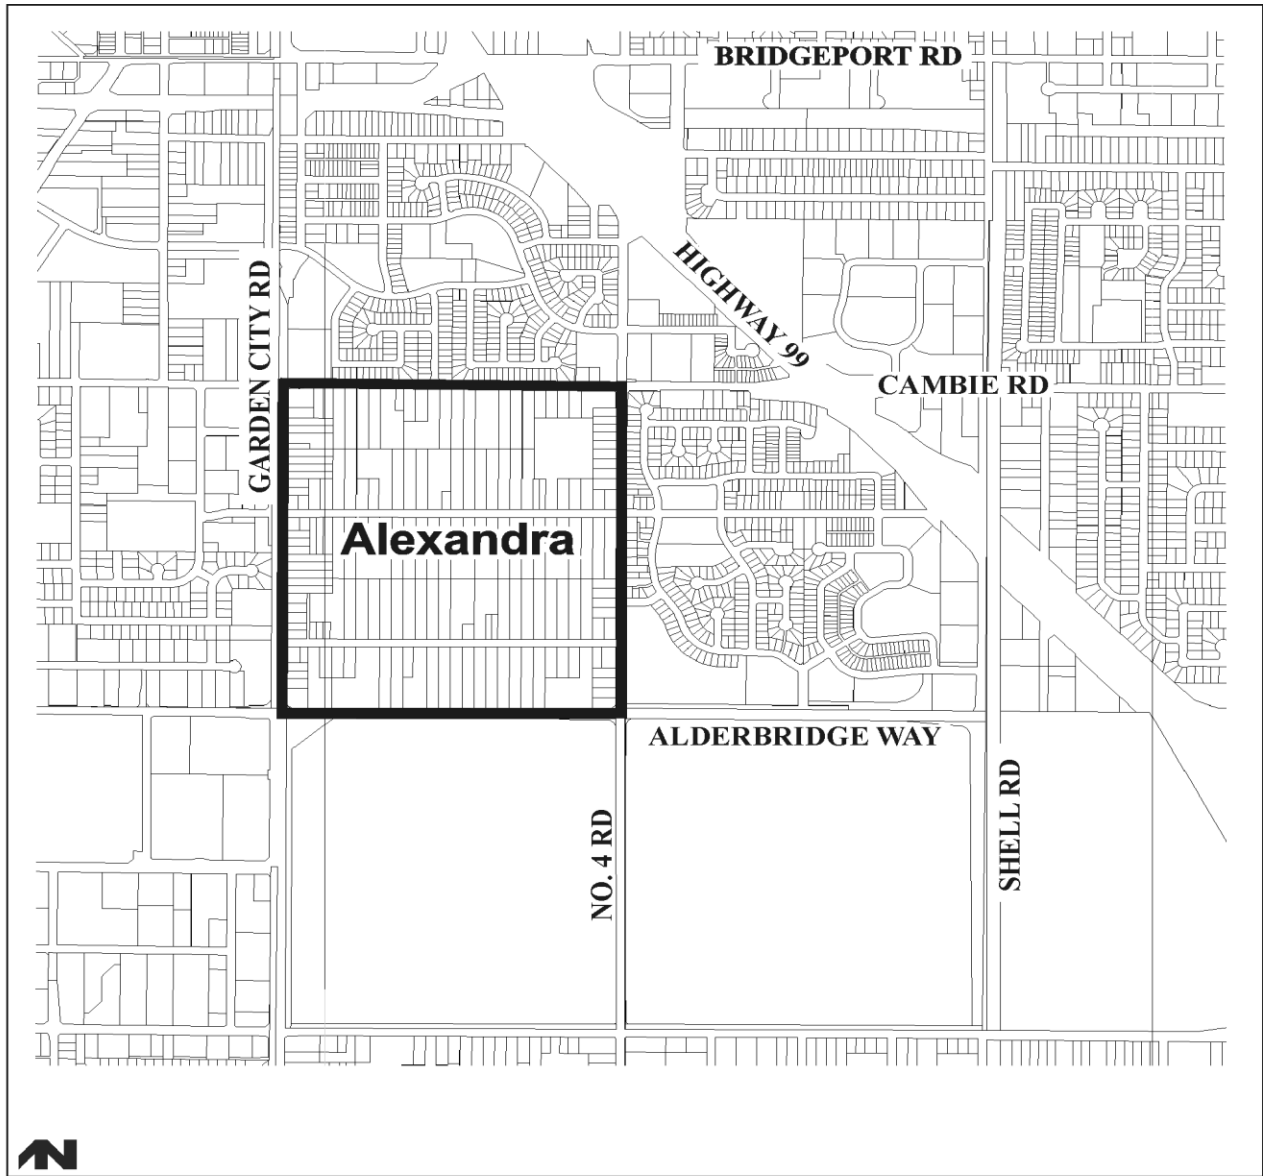 BRIDGEPORT RD
HIGHWAY 99
GARDEN CITY RD
CAMBIE RD
Alexandra
ALDERBRIDGE WAY
SHELL RD
NO. 4 RD
N